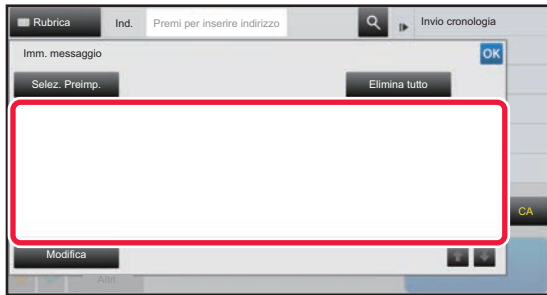 Rubrica Ind. Premi per inserire indirizzo Invio cronologia
Imm. messaggio OK
Selez. Preimp. Elimina tutto
CA
Modifica
Altri